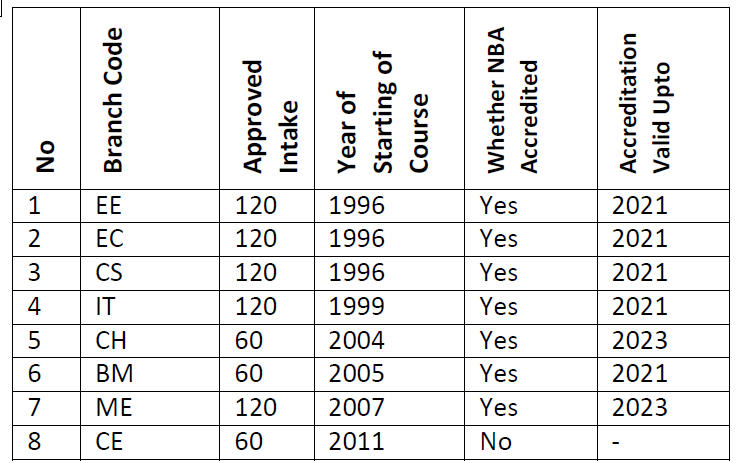 No Branch Code Approved Intake Year of Starting of Course Whether NBA Accredited Accreditation Valid Upto
1 EE 120 1996 Yes 2021
2 EC 120 1996 Yes 2021
3 CS 120 1996 Yes 2021
4 IT 120 1999 Yes 2021
5 CH 60 2004 Yes 2023
6 BM 60 2005 Yes 2021
7 ME 120 2007 Yes 2023
8 CE 60 2011 No -